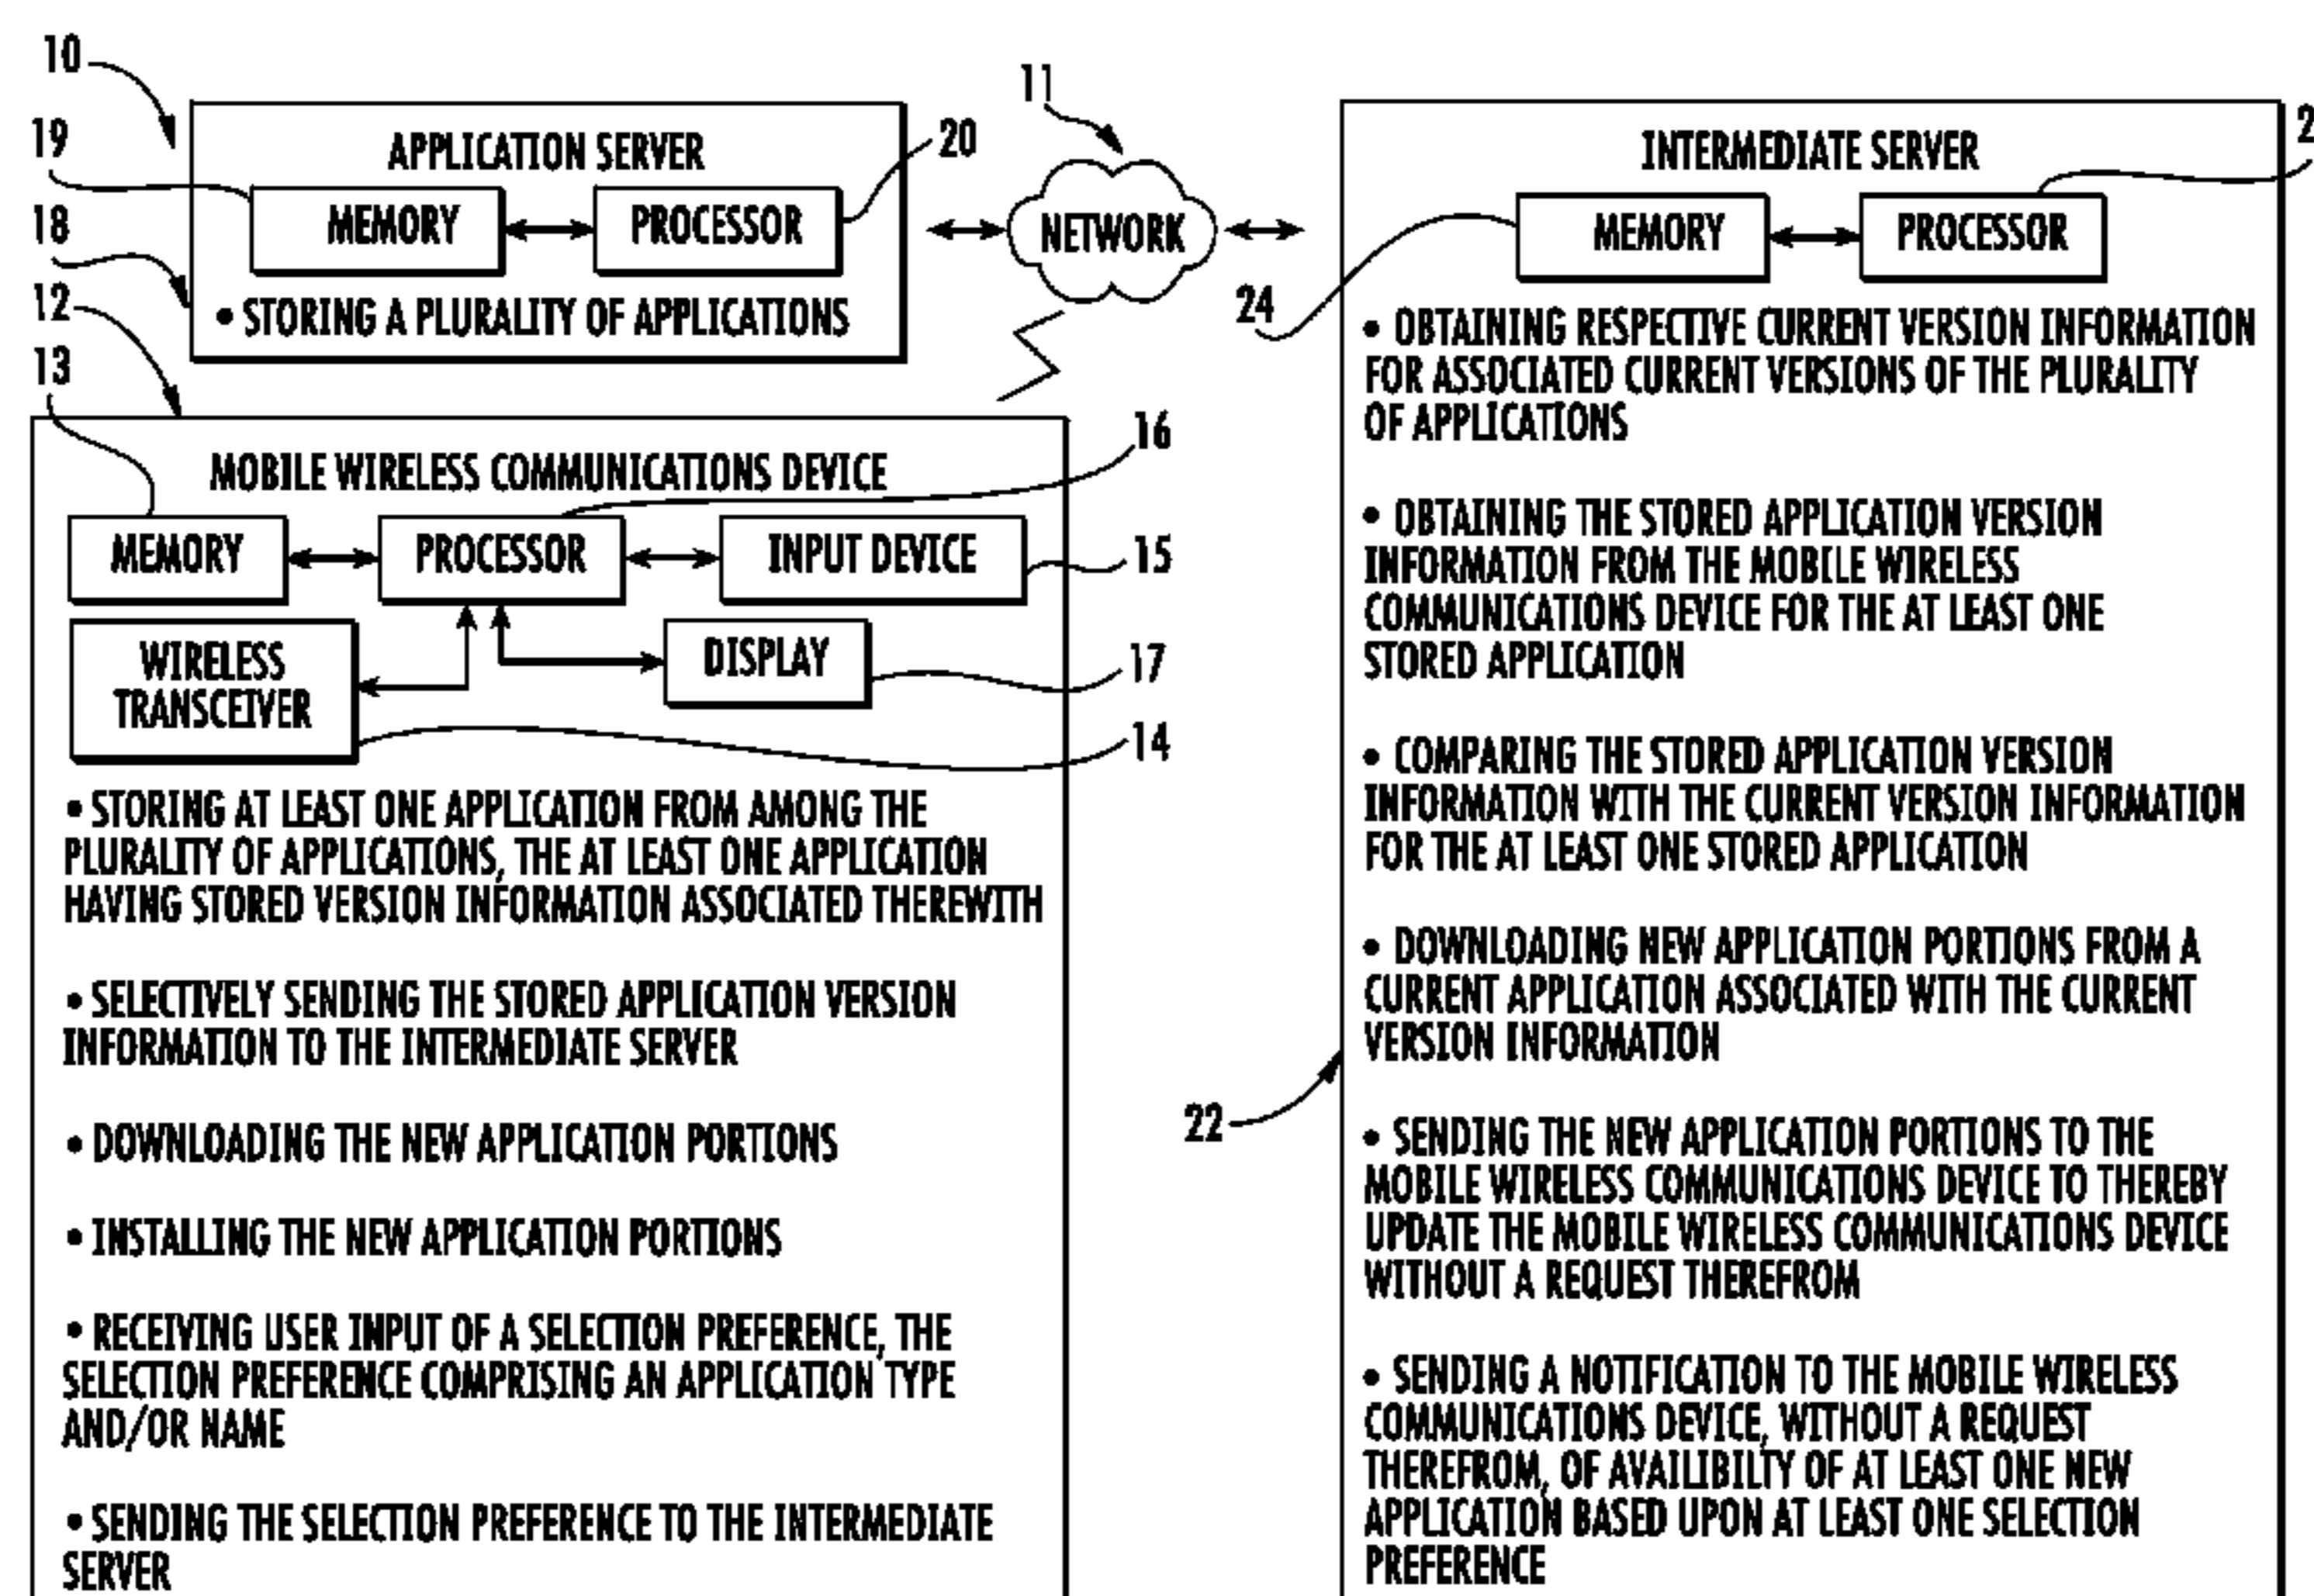 10
11
19
APPLICATION SERVER
20
18
MEMORY
PROCESSOR
NETWORK
12
• STORING A PLURALITY OF APPLICATIONS
13
MOBILE WIRELESS COMMUNICATIONS DEVICE
16
MEMORY
PROCESSOR
INPUT DEVICE
15
WIRELESS
TRANSCEIVER
DISPLAY
17
14
• STORING AT LEAST ONE APPLICATION FROM AMONG THE
PLURALITY OF APPLICATIONS, THE AT LEAST ONE APPLICATION
HAVING STORED VERSION INFORMATION ASSOCIATED THEREWITH
• SELECTIVELY SENDING THE STORED APPLICATION VERSION
INFORMATION TO THE INTERMEDIATE SERVER
• DOWNLOADING THE NEW APPLICATION PORTIONS
• INSTALLING THE NEW APPLICATION PORTIONS
• RECEIVING USER INPUT OF A SELECTION PREFERENCE, THE
SELECTION PREFERENCE COMPRISING AN APPLICATION TYPE
AND/OR NAME
• SENDING THE SELECTION PREFERENCE TO THE INTERMEDIATE
SERVER
INTERMEDIATE SERVER
MEMORY
PROCESSOR
24
• OBTAINING RESPECTIVE CURRENT VERSION INFORMATION
FOR ASSOCIATED CURRENT VERSIONS OF THE PLURALITY
OF APPLICATIONS
• OBTAINING THE STORED APPLICATION VERSION
INFORMATION FROM THE MOBILE WIRELESS
COMMUNICATIONS DEVICE FOR THE AT LEAST ONE
STORED APPLICATION
• COMPARING THE STORED APPLICATION VERSION
INFORMATION WITH THE CURRENT VERSION INFORMATION
FOR THE AT LEAST ONE STORED APPLICATION
• DOWNLOADING NEW APPLICATION PORTIONS FROM A
CURRENT APPLICATION ASSOCIATED WITH THE CURRENT
VERSION INFORMATION
22
• SENDING THE NEW APPLICATION PORTIONS TO THE
MOBILE WIRELESS COMMUNICATIONS DEVICE TO THEREBY
UPDATE THE MOBILE WIRELESS COMMUNICATIONS DEVICE
WITHOUT A REQUEST THEREFROM
• SENDING A NOTIFICATION TO THE MOBILE WIRELESS
COMMUNICATIONS DEVICE, WITHOUT A REQUEST
THEREFROM, OF AVAILIBILTY OF AT LEAST ONE NEW
APPLICATION BASED UPON AT LEAST ONE SELECTION
PREFERENCE